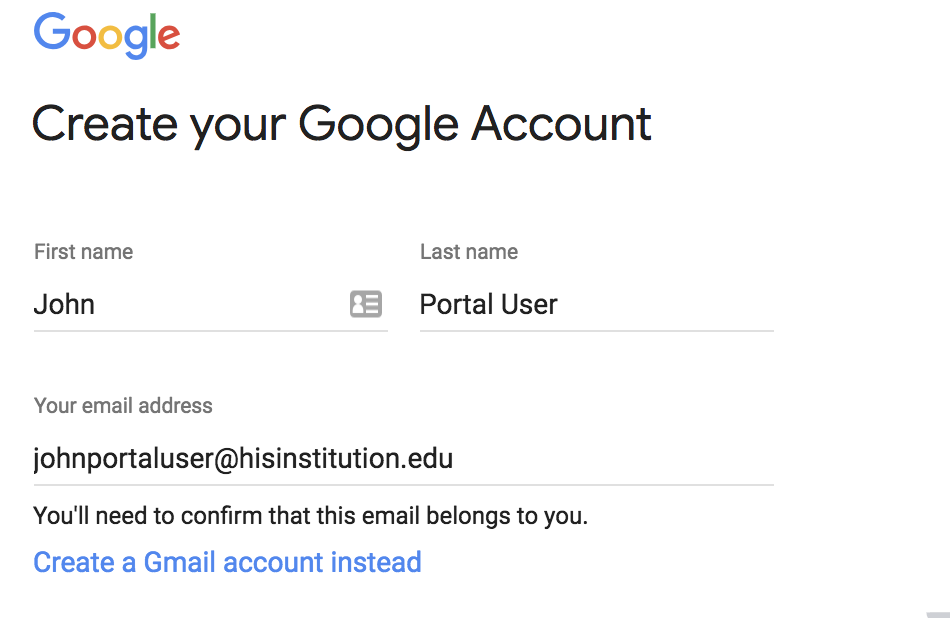 Google
Create your Google Account
First name
Last name
John
Portal User
Your email address
johnportaluser@hisinstitution.edu
You'll need to confirm that this email belongs to you.
Create a Gmail account instead